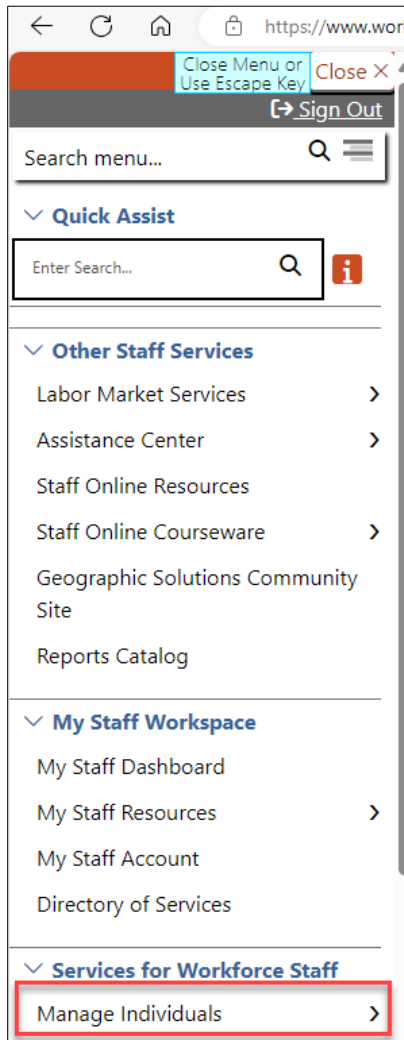 https://www.wor
Close Menu or
Use Escape Key
Close ×
Sign Out
Search menu...
Quick Assist
Enter Search...
i
Other Staff Services
Labor Market Services
Assistance Center
Staff Online Resources
Staff Online Courseware
Geographic Solutions Community
Site
Reports Catalog
My Staff Workspace
My Staff Dashboard
My Staff Resources
My Staff Account
Directory of Services
Services for Workforce Staff
Manage Individuals